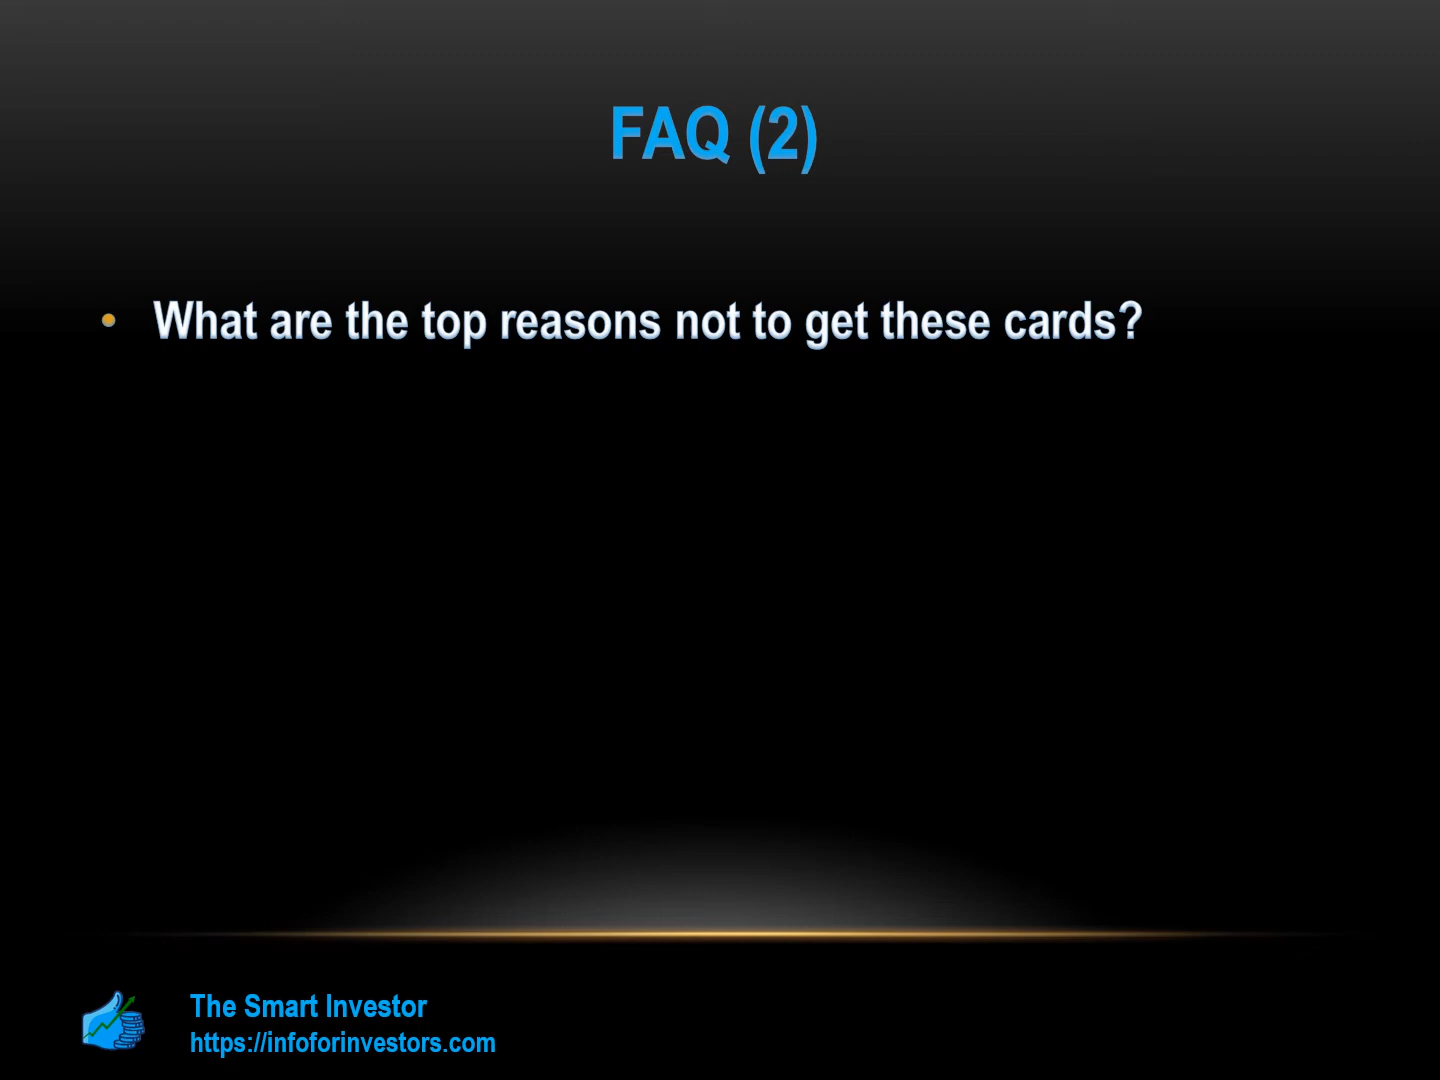 FAQ (2)
• What are the top reasons not to get these cards?
The Smart Investor
https://infoforinvestors.com